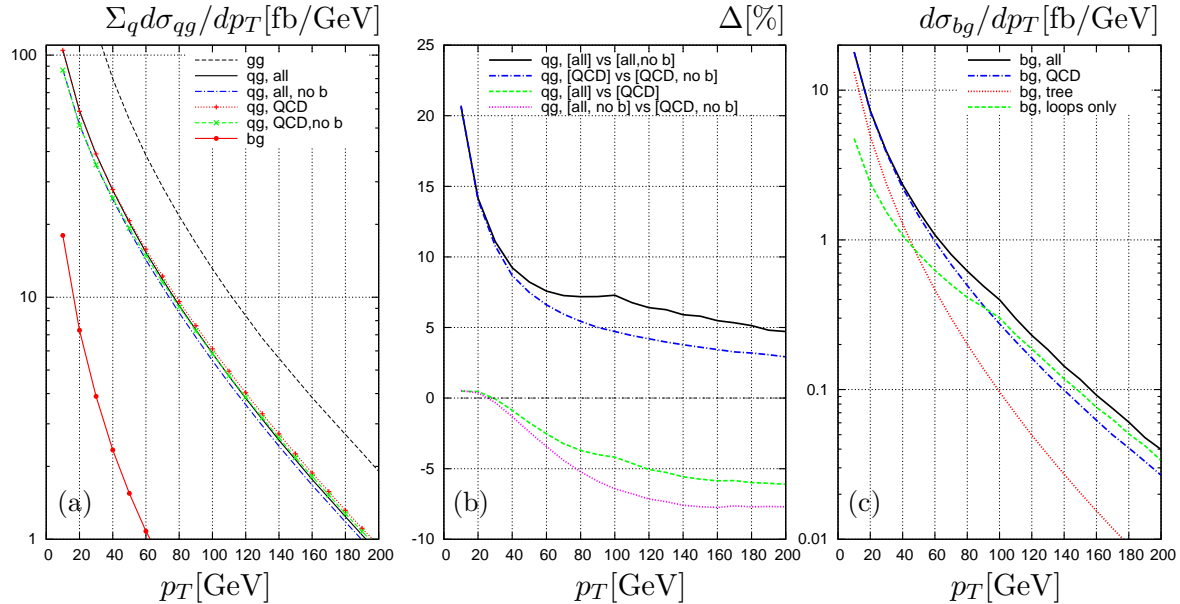 Σ_q dσ_qg/dp_T[fb/GeV]
100
10
1
0 20 40 60 80 100 120 140 160 180 200
gg
qg, all
qg, all, no b
qg, QCD
qg, QCD,no b
bg
(a)
p_T[GeV]
Δ[%]
25
20
15
10
5
0
-5
-10
0 20 40 60 80 100 120 140 160 180 200
qg, [all] vs [all,no b]
qg, [QCD] vs [QCD, no b]
qg, [all] vs [QCD]
qg, [all, no b] vs [QCD, no b]
(b)
p_T[GeV]
dσ_bg/dp_T[fb/GeV]
10
1
0.1
0.01
0 20 40 60 80 100 120 140 160 180 200
bg, all
bg, QCD
bg, tree
bg, loops only
(c)
p_T[GeV]